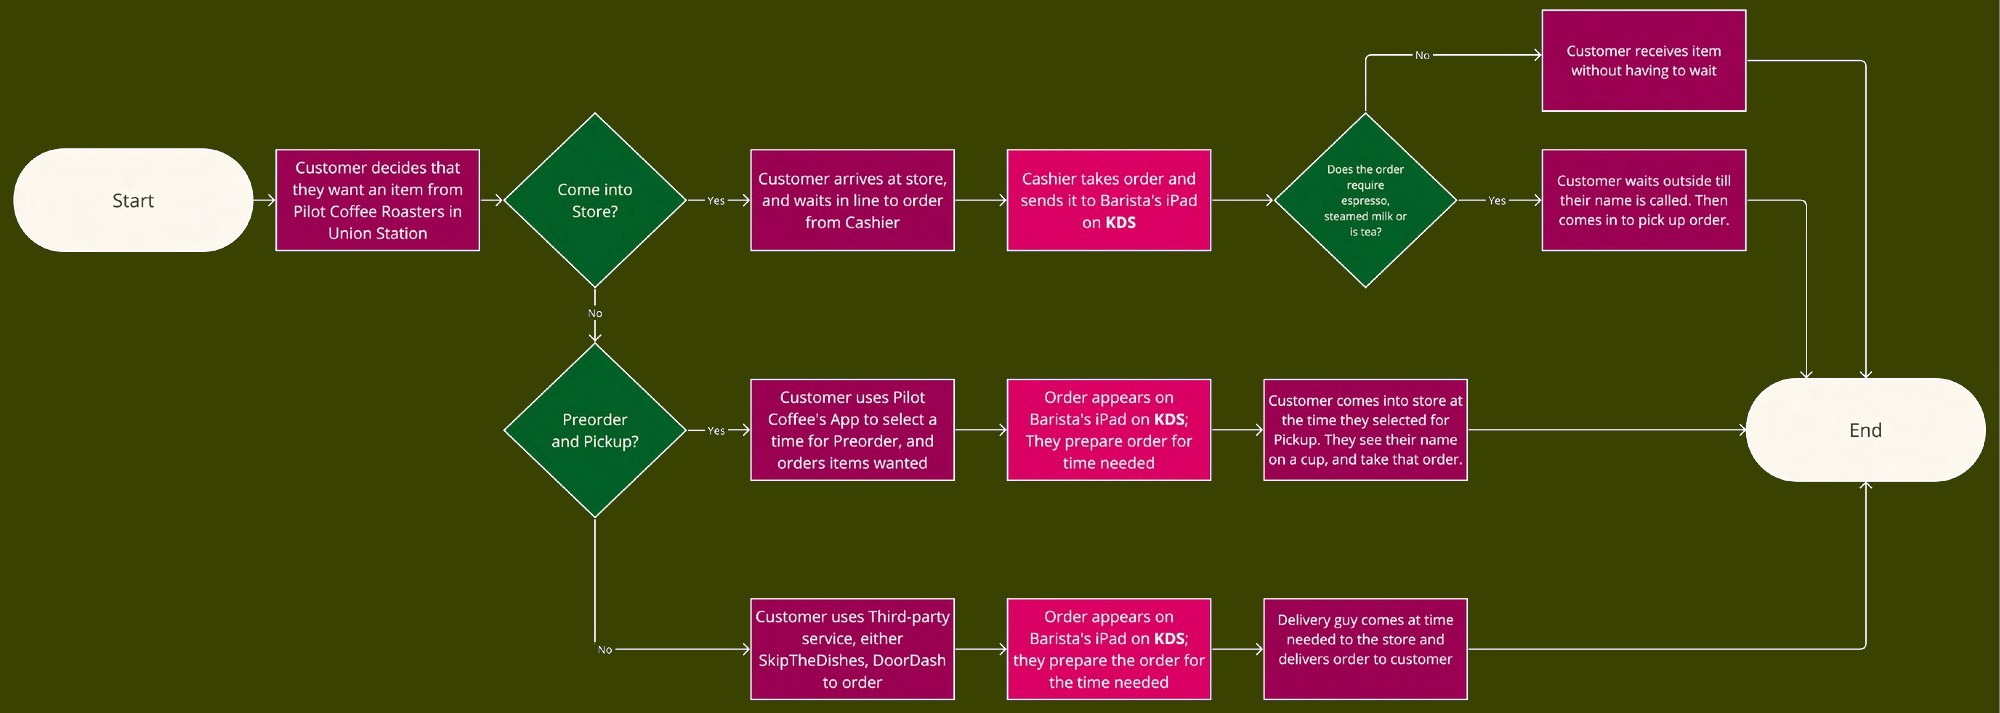 Start
Customer decides that
they want an item from
Pilot Coffee Roasters in
Union Station
Come into
Store?
Yes
Customer arrives at store,
and waits in line to order
from Cashier
Cashier takes order and
sends it to Barista's iPad
on KDS
Does the order
require
espresso,
steamed milk or
is tea?
No
Customer receives item
without having to wait
Yes
Customer waits outside till
their name is called. Then
comes in to pick up order.
No
Preorder
and Pickup?
Yes
Customer uses Pilot
Coffee's App to select a
time for Preorder, and
orders items wanted
Order appears on
Barista's iPad on KDS;
They prepare order for
time needed
Customer comes into store at
the time they selected for
Pickup. They see their name
on a cup, and take that order.
End
No
Customer uses Third-party
service, either
SkipTheDishes, DoorDash
to order
Order appears on
Barista's iPad on KDS;
they prepare the order for
the time needed
Delivery guy comes at time
needed to the store and
delivers order to customer